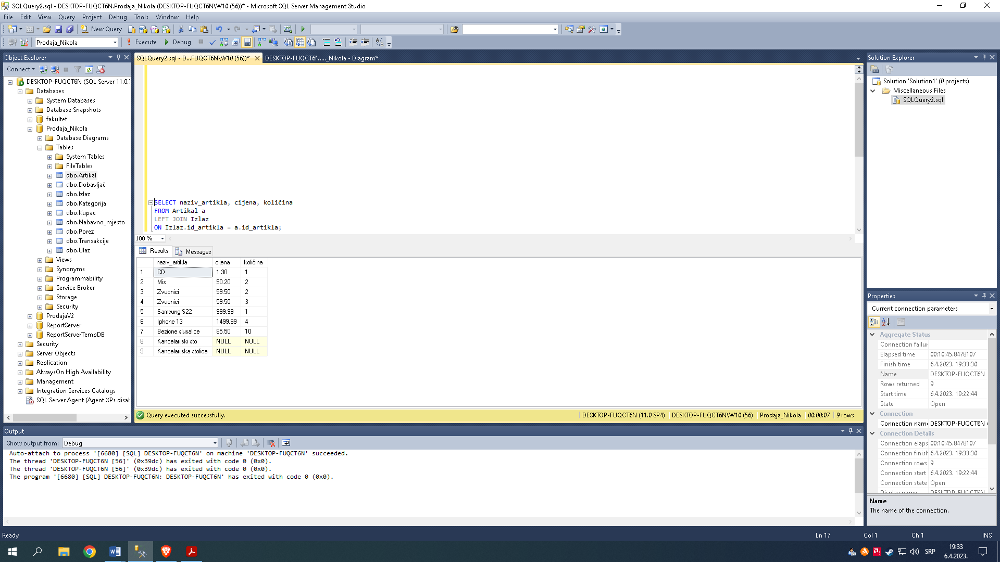 SQLQuery2.sql - DESKTOP-FUQCT6N.Prodaja_Nikola (DESKTOP-FUQCT6N\W10 (56))* - Microsoft SQL Server Management Studio
File Edit View Query Project Debug Tools Window Help
New Query
Prodaja_Nikola Execute Debug
Object Explorer
Connect
DESKTOP-FUQCT6N (SQL Server 11.0.
Databases
System Databases
Database Snapshots
fakultet
Prodaja_Nikola
Database Diagrams
Tables
System Tables
FileTables
dbo.Artikal
dbo.Dobavljač
dbo.Izlaz
dbo.Kategorija
dbo.Kupac
dbo.Nabavno_mjesto
dbo.Porez
dbo.Transakcije
dbo.Ulaz
Views
Synonyms
Programmability
Service Broker
Storage
Security
ProdajaV2
ReportServer
ReportServerTempDB
Security
Server Objects
Replication
AlwaysOn High Availability
Management
Integration Services Catalogs
SQL Server Agent (Agent XPs disab
SQLQuery2.sql - D...FUQCT6N\W10 (56))* DESKTOP-FUQCT6N...._Nikola - Diagram*
SELECT naziv_artikla, cijena, količina
FROM Artikal a
LEFT JOIN Izlaz
ON Izlaz.id_artikla = a.id_artikla;
100 %
Results Messages
naziv_artikla cijena količina
1 CD 1.30 1
2 Mis 50.20 2
3 Zvucnici 59.50 2
4 Zvucnici 59.50 3
5 Samsung S22 999.99 1
6 Iphone 13 1499.99 4
7 Bezicne slusalice 85.50 10
8 Kancelarijski sto NULL NULL
9 Kancelarijska stolica NULL NULL
Query executed successfully. DESKTOP-FUQCT6N (11.0 SP4) DESKTOP-FUQCT6N\W10 (56) Prodaja_Nikola 00:00:07 9 rows
Output
Show output from: Debug
Auto-attach to process '[6680] [SQL] DESKTOP-FUQCT6N' on machine 'DESKTOP-FUQCT6N' succeeded.
The thread 'DESKTOP-FUQCT6N [56]' (0x39dc) has exited with code 0 (0x0).
The thread 'DESKTOP-FUQCT6N [56]' (0x39dc) has exited with code 0 (0x0).
The program '[6680] [SQL] DESKTOP-FUQCT6N: DESKTOP-FUQCT6N' has exited with code 0 (0x0).
Solution Explorer
Solution 'Solution1' (0 projects)
Miscellaneous Files
SQLQuery2.sql
Properties
Current connection parameters
Aggregate Status
Connection failur
Elapsed time 00:10:45.8478107
Finish time 6.4.2023. 19:33:30
Name DESKTOP-FUQCT6N
Rows returned 9
Start time 6.4.2023. 19:22:44
State Open
Connection
Connection nam DESKTOP-FUQCT6N
Connection Details
Connection elaps 00:10:45.8478107
Connection finish 6.4.2023. 19:33:30
Connection rows 9
Connection start 6.4.2023. 19:22:44
Connection state Open
Display name DESKTOP-FUQCT6N
Name
The name of the connection.
Ready Ln 17 Col 1 Ch 1 INS
SRP 19:33
6.4.2023.